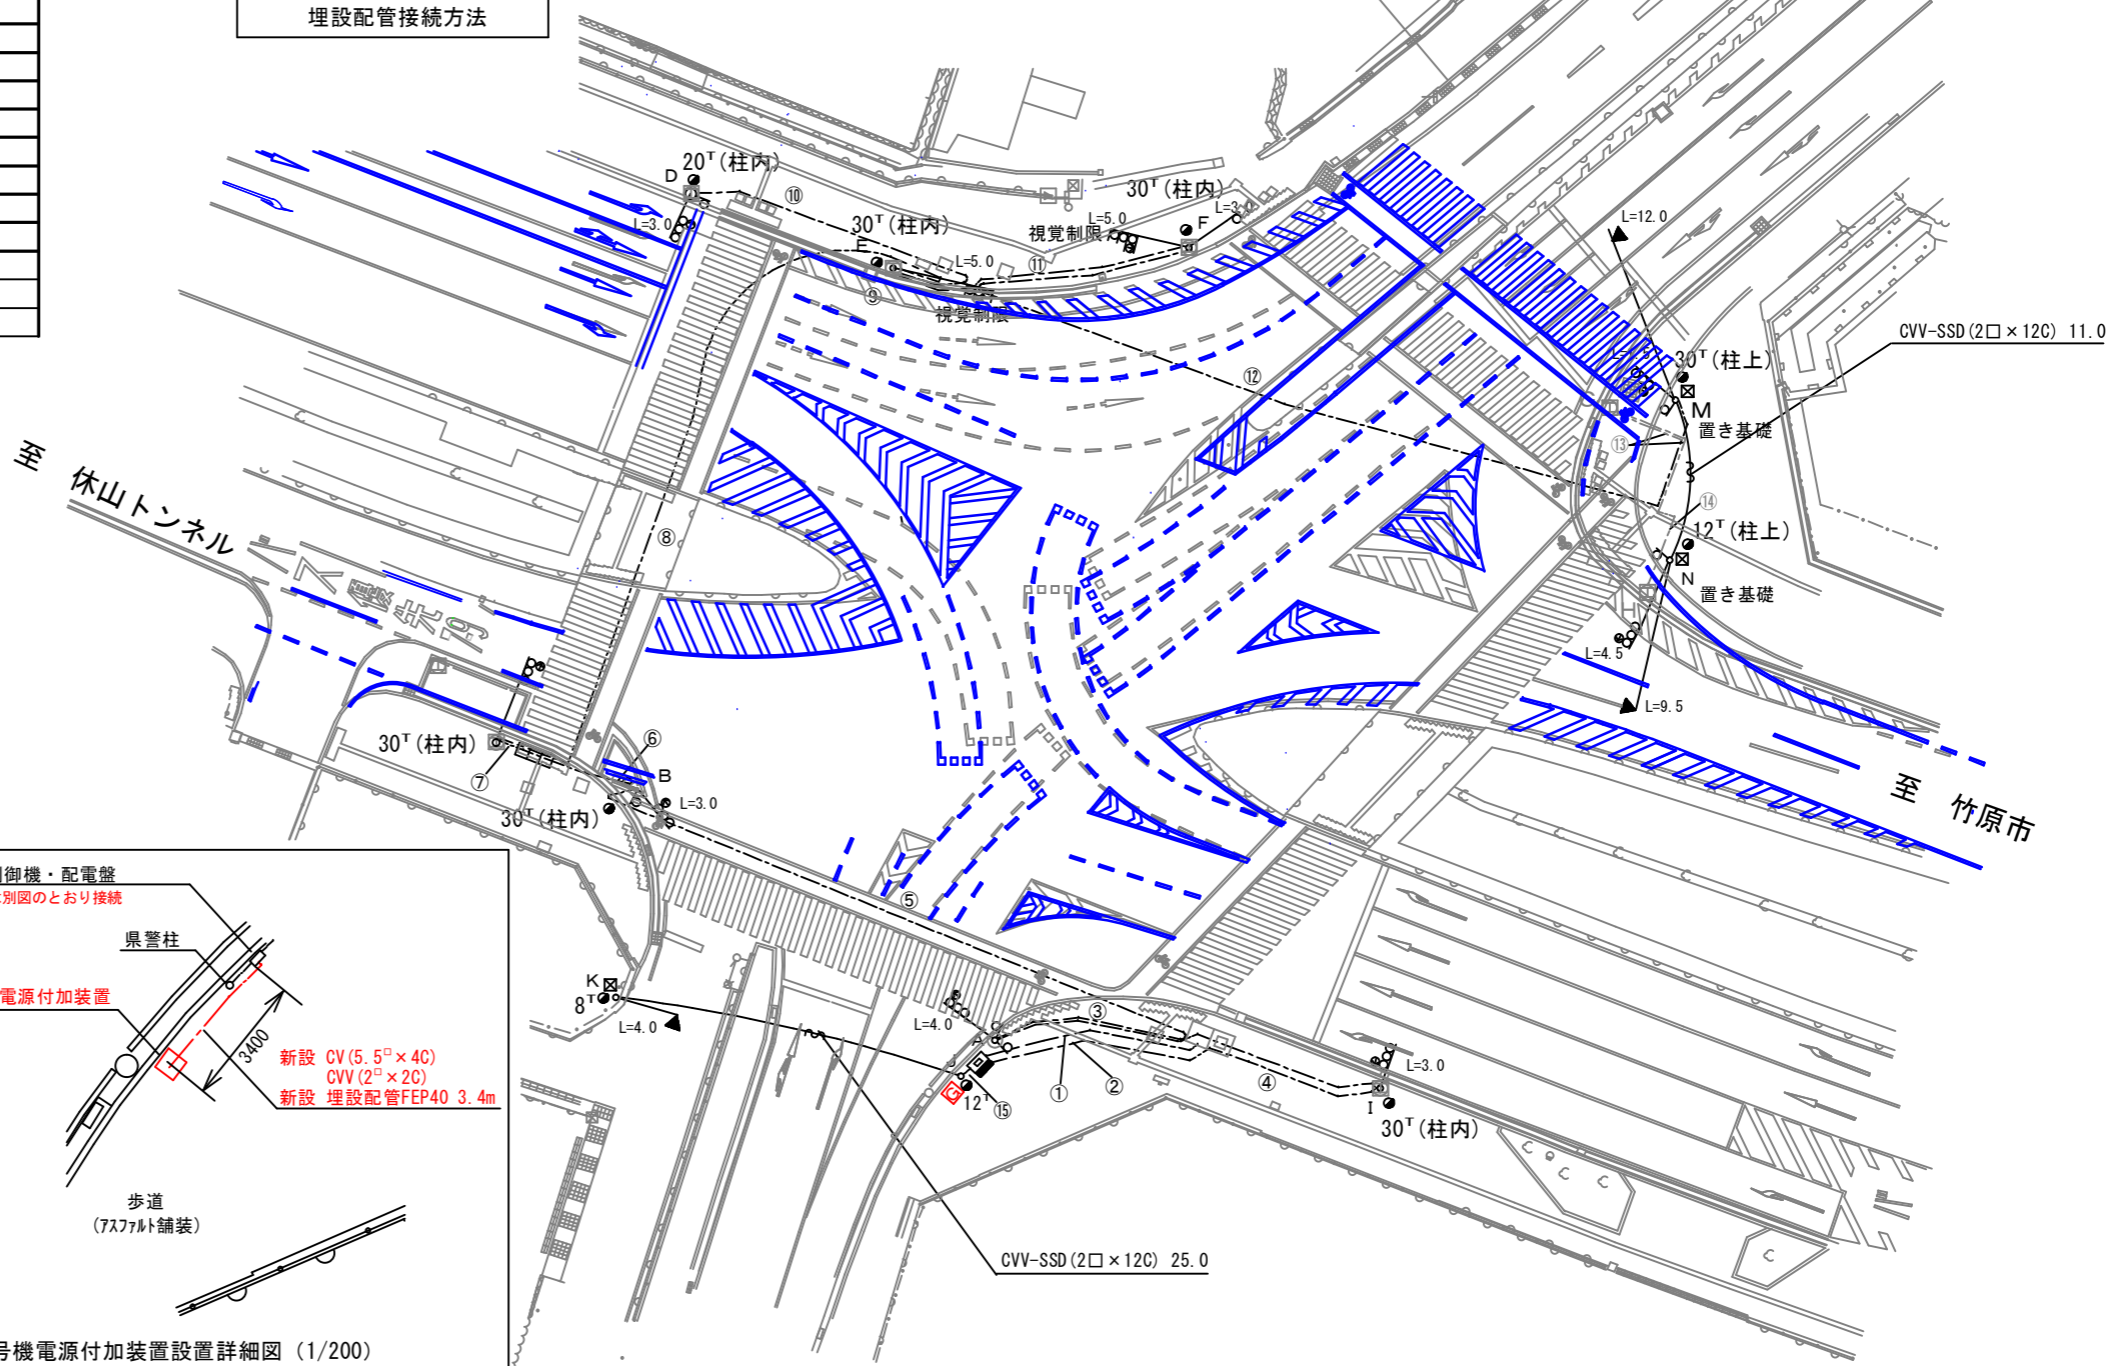 埋設配管接続方法
D
20ᵀ(柱内)
⑩
L=3.0
30ᵀ(柱内)
E
⑨
L=5.0
視覚制限
⑪
30ᵀ(柱内)
L=5.0
視覚制限
F
L=3.0
⑫
L=12.0
CVV-SSD(2□×12C) 11.0
30ᵀ(柱上)
M
置き基礎
⑬
⑭
12ᵀ(柱上)
N
置き基礎
L=4.5
L=9.5
至 休山トンネル
⑧
至 竹原市
30ᵀ(柱内)
⑦
⑥
B
L=3.0
30ᵀ(柱内)
⑤
K
8ᵀ
L=4.0
L=4.0
A
③
①
②
④
G
12ᵀ
⑮
L=3.0
I
30ᵀ(柱内)
CVV-SSD(2□×12C) 25.0
御機・配電盤
別図のとおり接続
県警柱
電源付加装置
3400
新設 CV(5.5□×4C)
CVV(2□×2C)
新設 埋設配管FEP40 3.4m
歩道
(アスファルト舗装)
号機電源付加装置設置詳細図 (1/200)